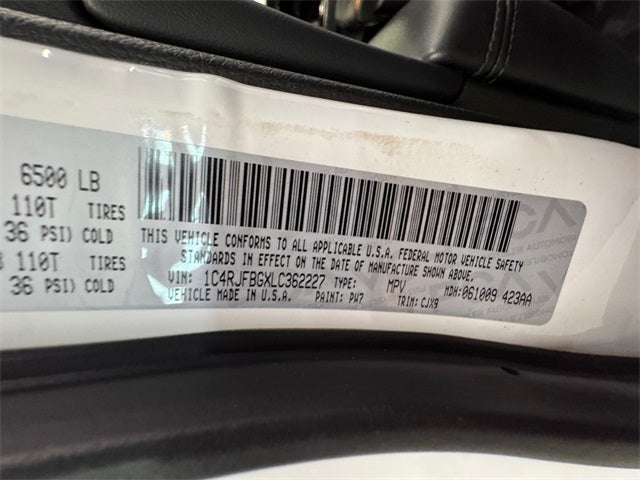 6500 LB
110T TIRES
36 PSI) COLD
110T TIRES
36 PSI) COLD
THIS VEHICLE CONFORMS TO ALL APPLICABLE U.S.A. FEDERAL MOTOR VEHICLE SAFETY
STANDARDS IN EFFECT ON THE DATE OF MANUFACTURE SHOWN ABOVE.
VIN: 1C4RJFBGXLC362227 TYPE: MPV MDH:061009 423AA
VEHICLE MADE IN U.S.A. PAINT: PW7 TRIM: CJX9